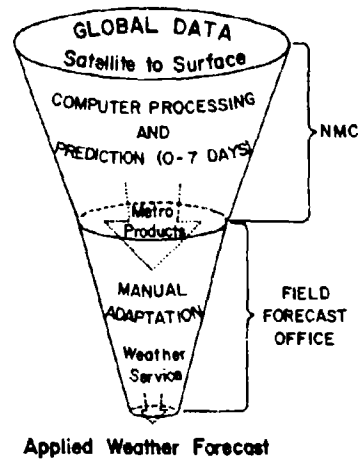 GLOBAL DATA
Satellite to Surface
COMPUTER PROCESSING
AND
PREDICTION (0-7 DAYS)
NMC
Metro
Products
MANUAL
ADAPTATION
FIELD
FORECAST
OFFICE
Weather
Service
Applied Weather Forecast